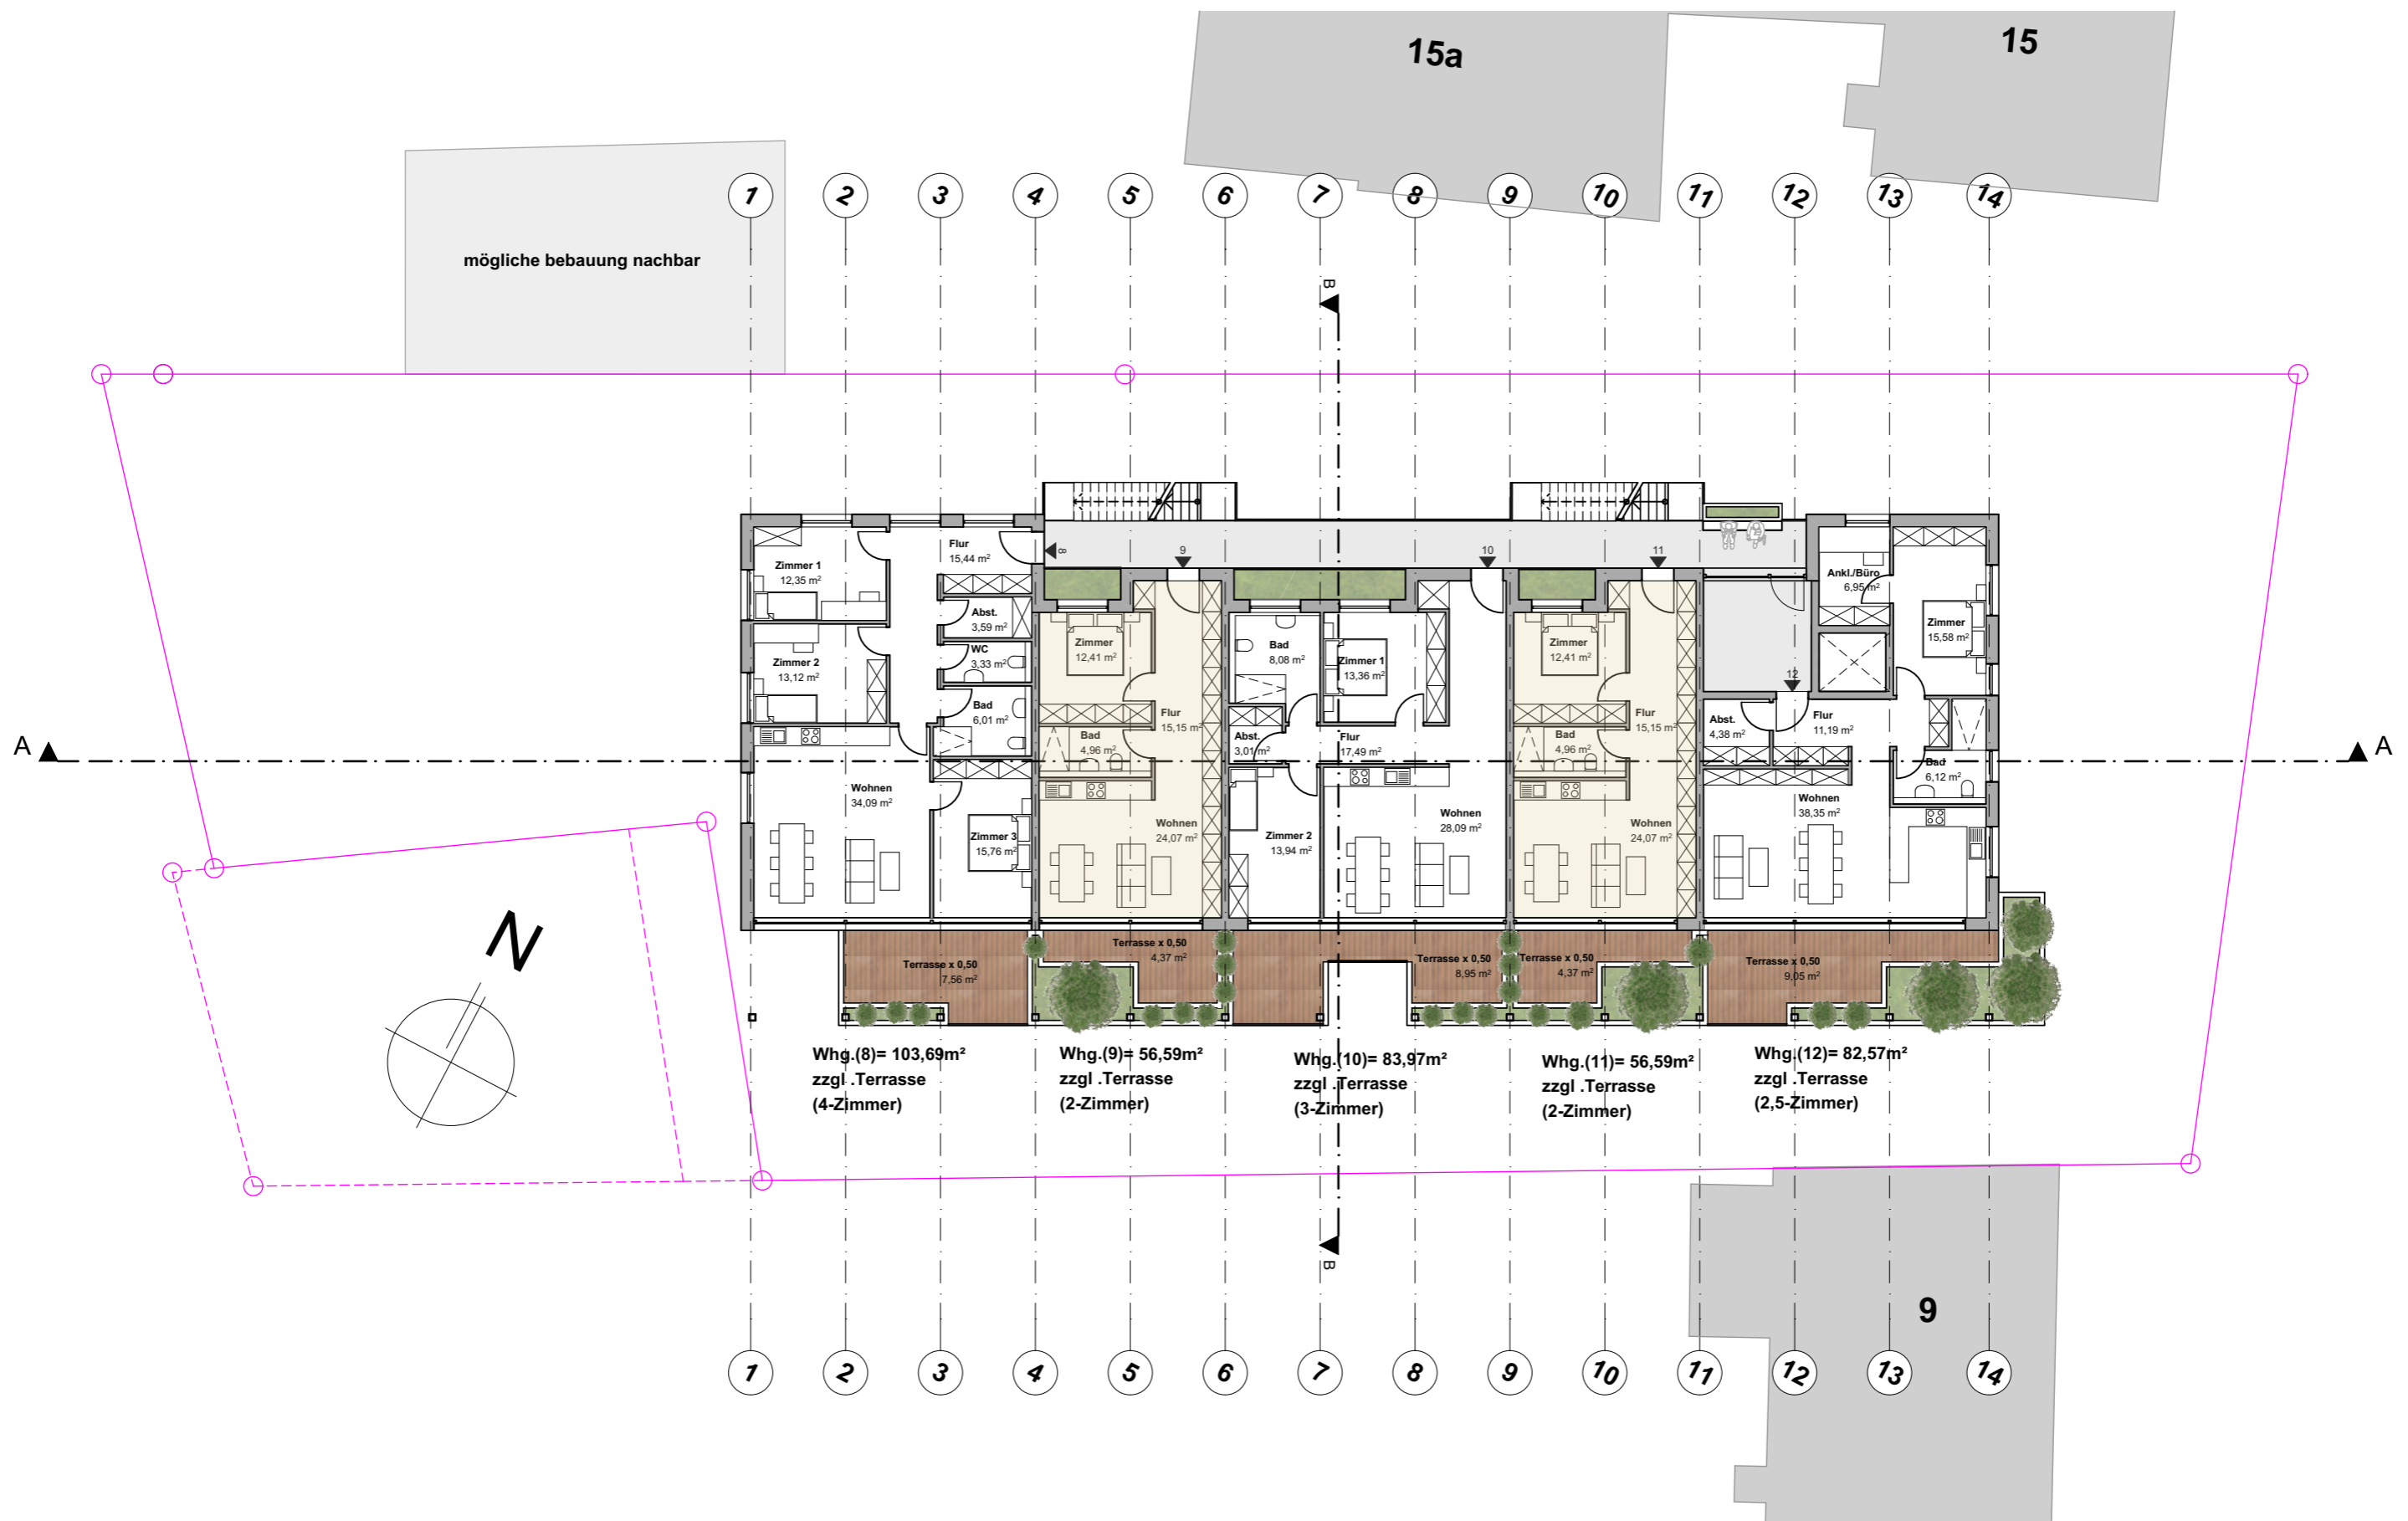 15a
15
mögliche bebauung nachbar
1 2 3 4 5 6 7 8 9 10 11 12 13 14
B
Flur
15,44 m²
8
9
10
11
Zimmer 1
12,35 m²
Abst.
3,59 m²
WC
3,33 m²
Zimmer 2
13,12 m²
Bad
6,01 m²
Wohnen
34,09 m²
Zimmer 3
15,76 m²
Zimmer
12,41 m²
Flur
15,15 m²
Bad
4,96 m²
Wohnen
24,07 m²
Bad
8,08 m²
Zimmer 1
13,36 m²
Abst.
3,01 m²
Flur
17,49 m²
Zimmer 2
13,94 m²
Wohnen
28,09 m²
Zimmer
12,41 m²
Flur
15,15 m²
Bad
4,96 m²
Wohnen
24,07 m²
Ankl./Büro
6,95 m²
Zimmer
15,58 m²
12
Abst.
4,38 m²
Flur
11,19 m²
Bad
6,12 m²
Wohnen
38,35 m²
A
A
N
Terrasse x 0,50
7,56 m²
Terrasse x 0,50
4,37 m²
Terrasse x 0,50
8,95 m²
Terrasse x 0,50
4,37 m²
Terrasse x 0,50
9,05 m²
Whg.(8)= 103,69m²
zzgl .Terrasse
(4-Zimmer)
Whg.(9)= 56,59m²
zzgl .Terrasse
(2-Zimmer)
Whg.(10)= 83,97m²
zzgl .Terrasse
(3-Zimmer)
Whg.(11)= 56,59m²
zzgl .Terrasse
(2-Zimmer)
Whg.(12)= 82,57m²
zzgl .Terrasse
(2,5-Zimmer)
B
9
1 2 3 4 5 6 7 8 9 10 11 12 13 14